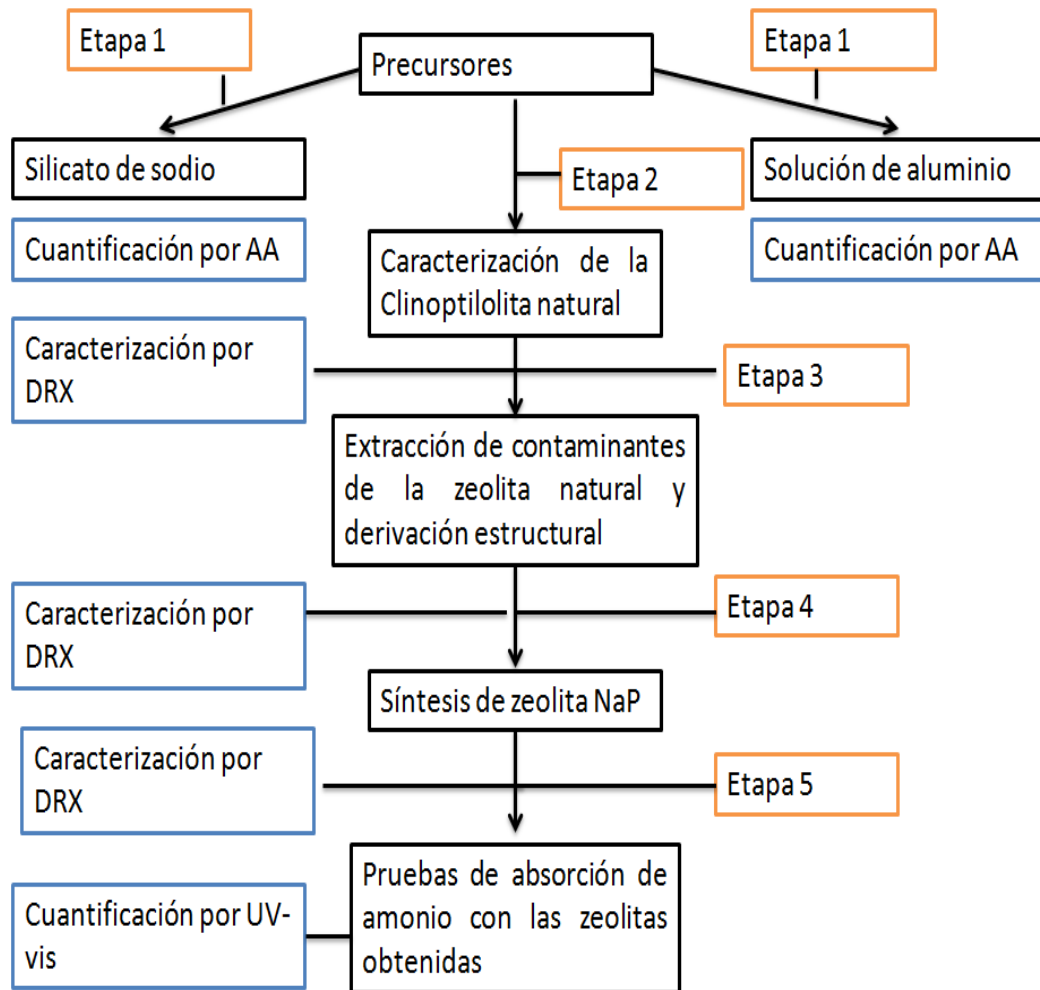 Etapa 1
Precursores
Etapa 1
Silicato de sodio
Solución de aluminio
Etapa 2
Cuantificación por AA
Cuantificación por AA
Caracterización de la
Clinoptilolita natural
Caracterización por
DRX
Etapa 3
Extracción de contaminantes
de la zeolita natural y
derivación estructural
Caracterización por
DRX
Etapa 4
Síntesis de zeolita NaP
Caracterización por
DRX
Etapa 5
Pruebas de absorción de
amonio con las zeolitas
obtenidas
Cuantificación por UV-
vis